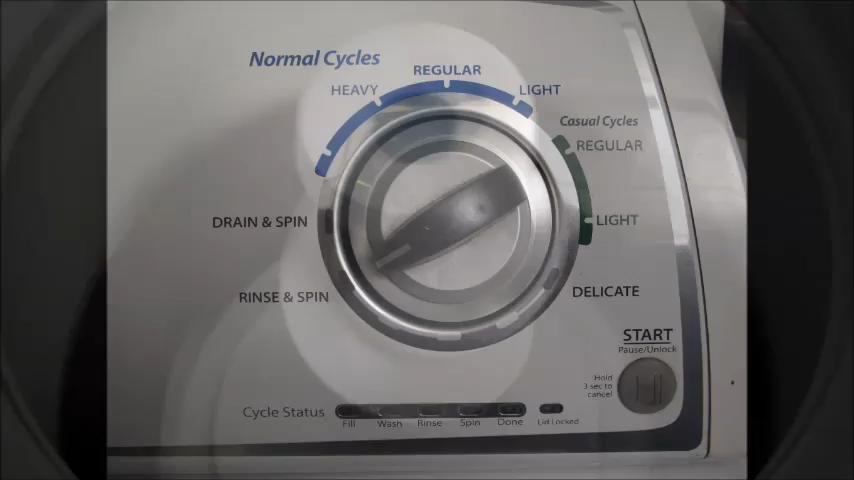 Normal Cycles
REGULAR
HEAVY
LIGHT
Casual Cycles
REGULAR
DRAIN & SPIN
LIGHT
RINSE & SPIN
DELICATE
START
Pause/Unlock
Hold
3 sec to
cancel
Cycle Status
Fill Wash Rinse Spin Done Lid Locked